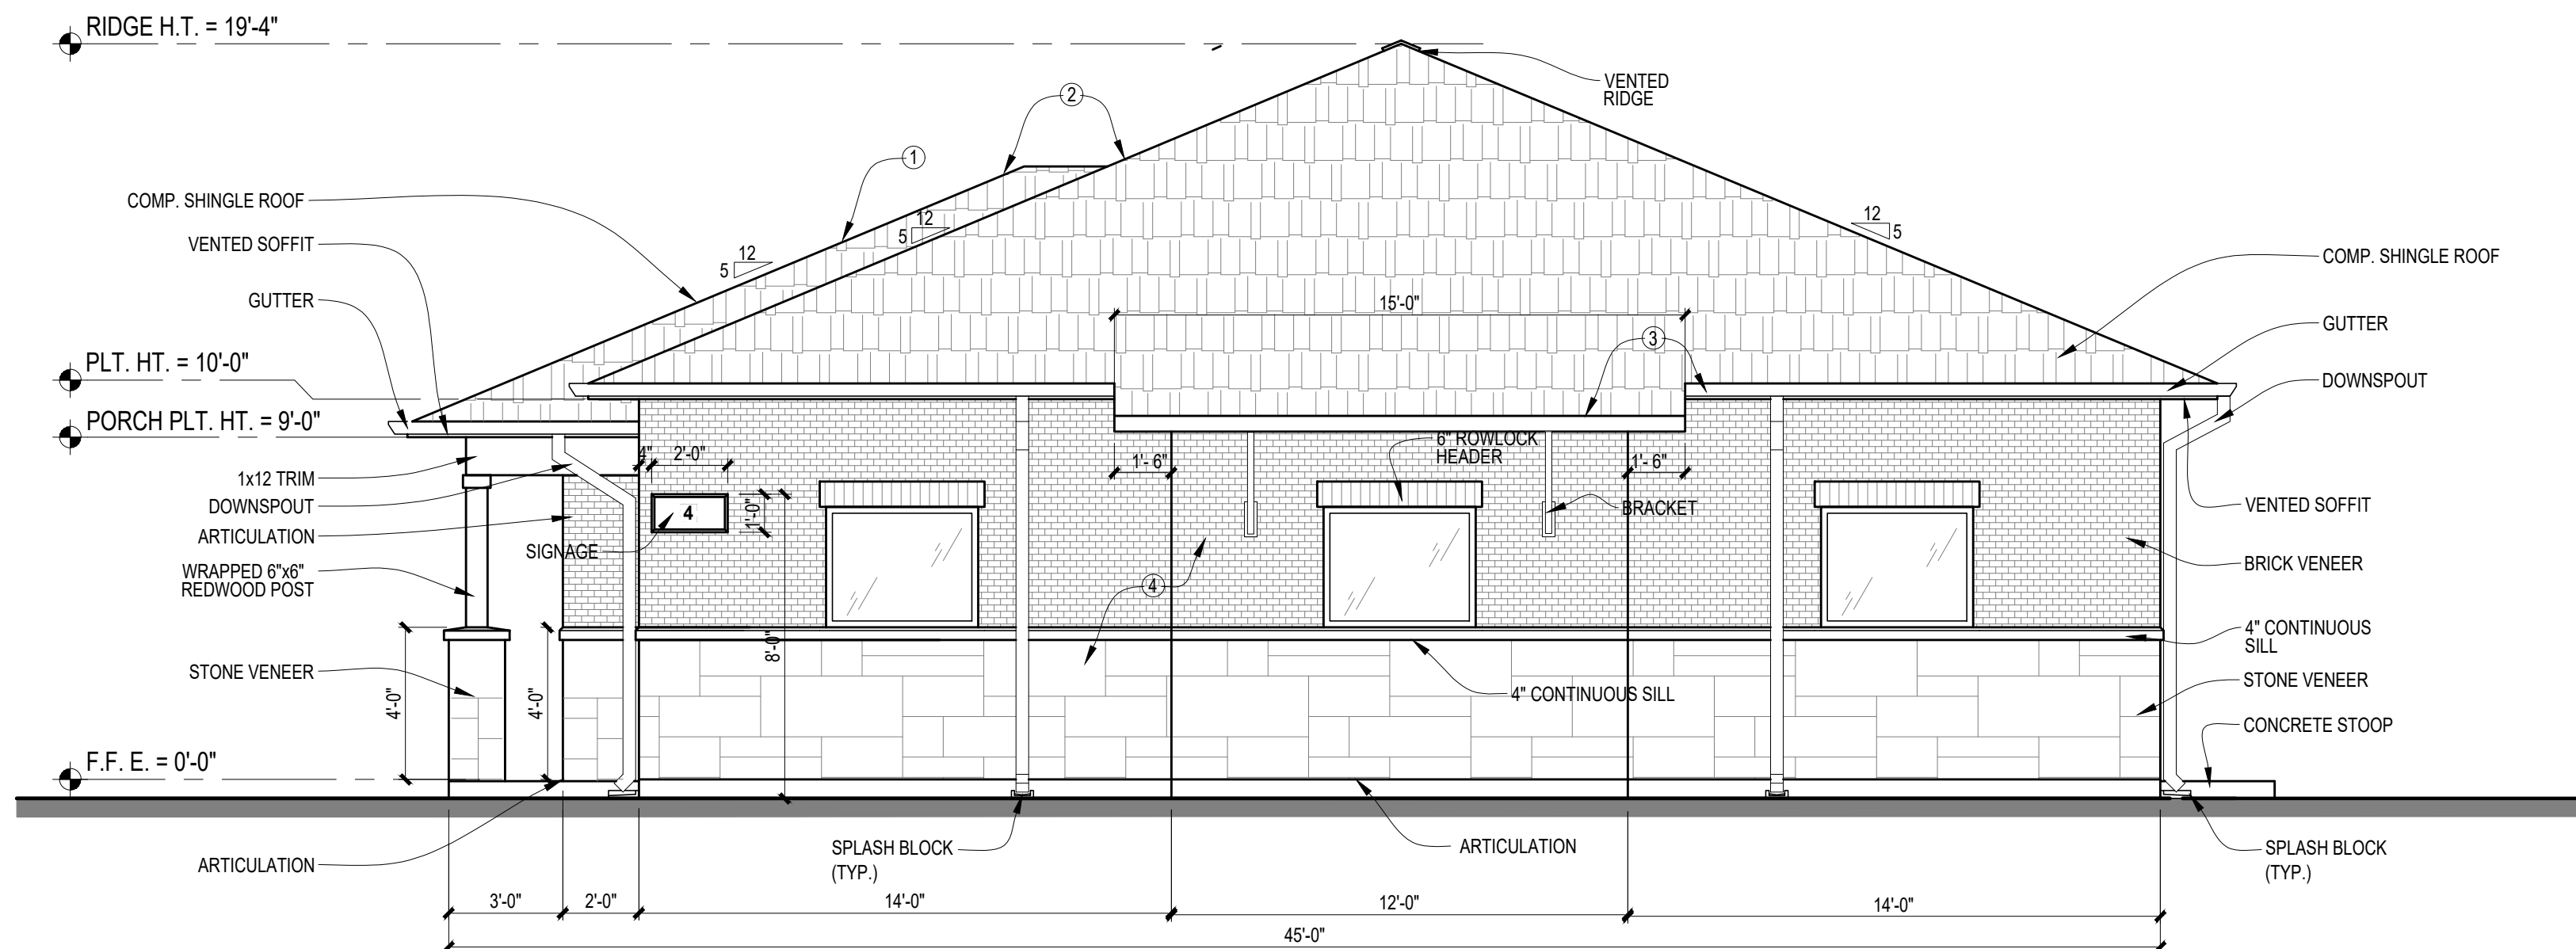 RIDGE H.T. = 19'-4"
VENTED
RIDGE
2
1
COMP. SHINGLE ROOF
VENTED SOFFIT
GUTTER
12
5
12
5
12
5
COMP. SHINGLE ROOF
GUTTER
DOWNSPOUT
15'-0"
3
PLT. HT. = 10'-0"
PORCH PLT. HT. = 9'-0"
1x12 TRIM
DOWNSPOUT
ARTICULATION
WRAPPED 6"x6"
REDWOOD POST
4"
2'-0"
1'-0"
4
SIGNAGE
1'- 6"
6" ROWLOCK
HEADER
1'- 6"
BRACKET
VENTED SOFFIT
BRICK VENEER
4
8'-0"
4" CONTINUOUS
SILL
STONE VENEER
4'-0"
4'-0"
4" CONTINUOUS SILL
STONE VENEER
CONCRETE STOOP
F.F. E. = 0'-0"
ARTICULATION
SPLASH BLOCK
(TYP.)
ARTICULATION
SPLASH BLOCK
(TYP.)
3'-0"
2'-0"
14'-0"
12'-0"
14'-0"
45'-0"